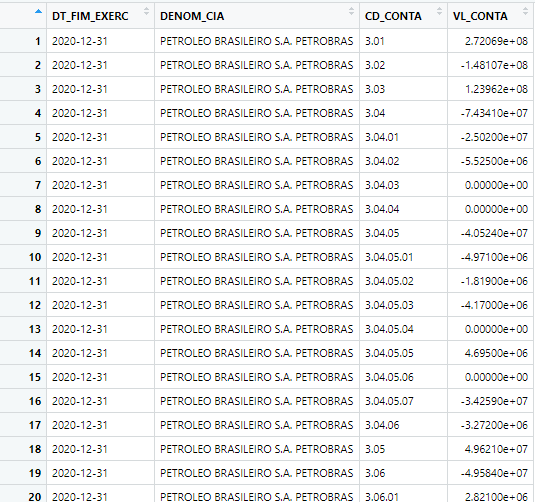 DT_FIM_EXERC DENOM_CIA CD_CONTA VL_CONTA
1 2020-12-31 PETROLEO BRASILEIRO S.A. PETROBRAS 3.01 2.72069e+08
2 2020-12-31 PETROLEO BRASILEIRO S.A. PETROBRAS 3.02 -1.48107e+08
3 2020-12-31 PETROLEO BRASILEIRO S.A. PETROBRAS 3.03 1.23962e+08
4 2020-12-31 PETROLEO BRASILEIRO S.A. PETROBRAS 3.04 -7.43410e+07
5 2020-12-31 PETROLEO BRASILEIRO S.A. PETROBRAS 3.04.01 -2.50200e+07
6 2020-12-31 PETROLEO BRASILEIRO S.A. PETROBRAS 3.04.02 -5.52500e+06
7 2020-12-31 PETROLEO BRASILEIRO S.A. PETROBRAS 3.04.03 0.00000e+00
8 2020-12-31 PETROLEO BRASILEIRO S.A. PETROBRAS 3.04.04 0.00000e+00
9 2020-12-31 PETROLEO BRASILEIRO S.A. PETROBRAS 3.04.05 -4.05240e+07
10 2020-12-31 PETROLEO BRASILEIRO S.A. PETROBRAS 3.04.05.01 -4.97100e+06
11 2020-12-31 PETROLEO BRASILEIRO S.A. PETROBRAS 3.04.05.02 -1.81900e+06
12 2020-12-31 PETROLEO BRASILEIRO S.A. PETROBRAS 3.04.05.03 -4.17000e+06
13 2020-12-31 PETROLEO BRASILEIRO S.A. PETROBRAS 3.04.05.04 0.00000e+00
14 2020-12-31 PETROLEO BRASILEIRO S.A. PETROBRAS 3.04.05.05 4.69500e+06
15 2020-12-31 PETROLEO BRASILEIRO S.A. PETROBRAS 3.04.05.06 0.00000e+00
16 2020-12-31 PETROLEO BRASILEIRO S.A. PETROBRAS 3.04.05.07 -3.42590e+07
17 2020-12-31 PETROLEO BRASILEIRO S.A. PETROBRAS 3.04.06 -3.27200e+06
18 2020-12-31 PETROLEO BRASILEIRO S.A. PETROBRAS 3.05 4.96210e+07
19 2020-12-31 PETROLEO BRASILEIRO S.A. PETROBRAS 3.06 -4.95840e+07
20 2020-12-31 PETROLEO BRASILEIRO S.A. PETROBRAS 3.06.01 2.82100e+06